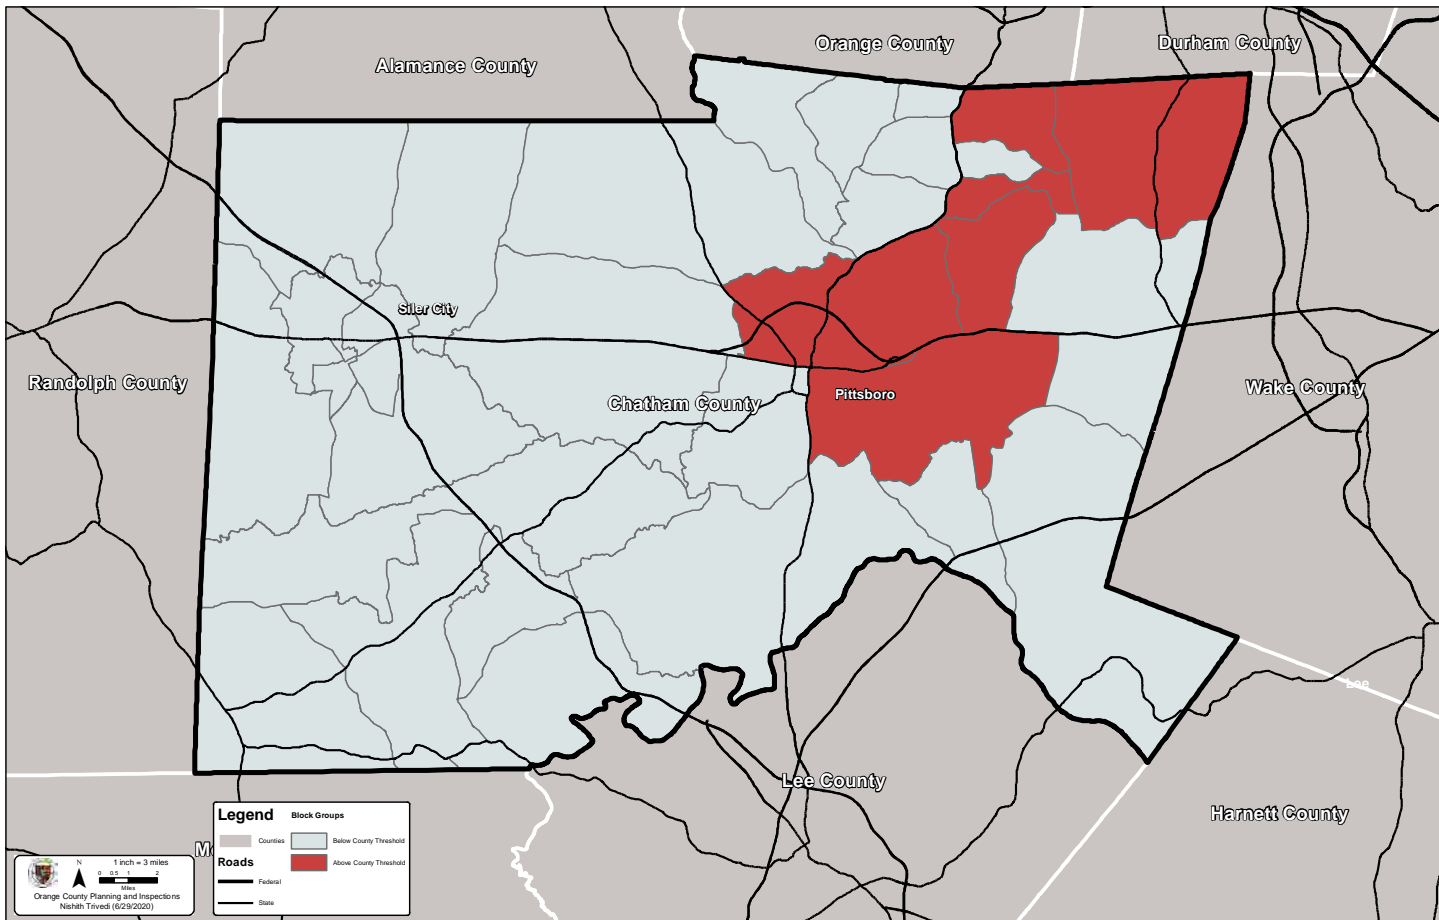 Orange County
Durham County
Alamance County
Siler City
Randolph County
Chatham County
Pittsboro
Wake County
Lee
Lee County
Harnett County
Legend
Block Groups
Counties
Below County Threshold
Roads
Above County Threshold
Federal
State
N
1 inch = 3 miles
0 0.5 1 2
Miles
Orange County Planning and Inspections
Nishith Trivedi (6/29/2020)